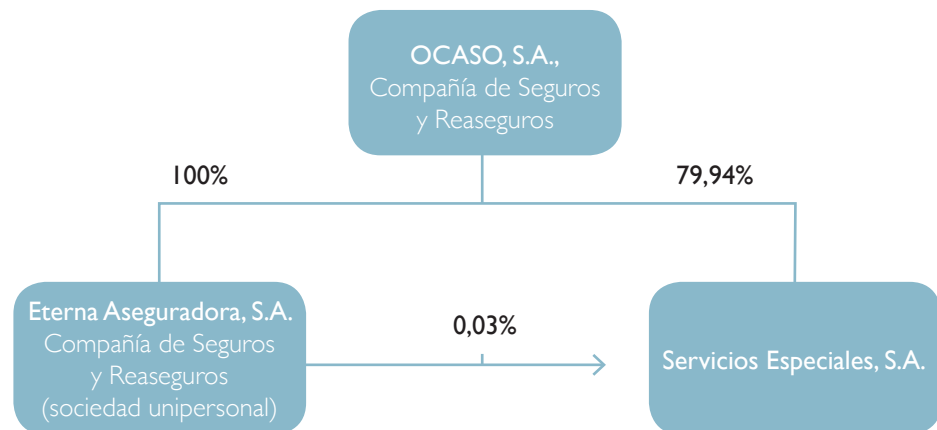 OCASO, S.A.,
Compañía de Seguros
y Reaseguros
100%
79,94%
Eterna Aseguradora, S.A.
Compañía de Seguros
y Reaseguros
(sociedad unipersonal)
0,03%
Servicios Especiales, S.A.